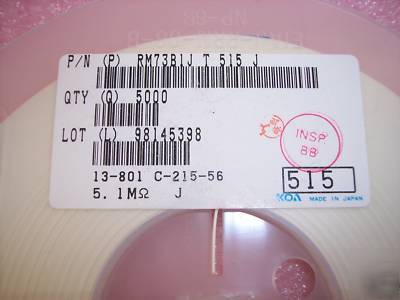 P/N (P) RM73B1J T 515 J
QTY (Q) 5000
LOT (L) 98145398
13-801 C-215-56
5.1MΩ J
INSP
88
515
KOA MADE IN JAPAN